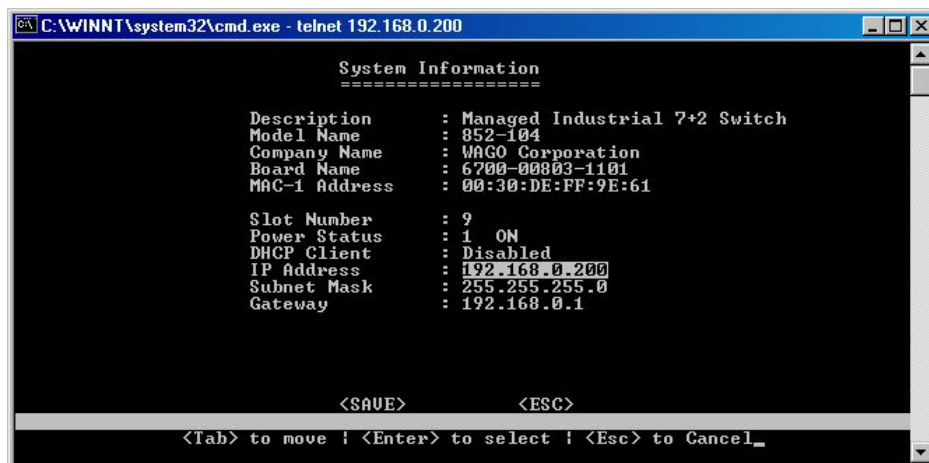 C:\WINNT\system32\cmd.exe - telnet 192.168.0.200
System Information
===================
Description : Managed Industrial 7+2 Switch
Model Name : 852-104
Company Name : WAGO Corporation
Board Name : 6700-00803-1101
MAC-1 Address : 00:30:DE:FF:9E:61
Slot Number : 9
Power Status : 1 ON
DHCP Client : Disabled
IP Address : 192.168.0.200
Subnet Mask : 255.255.255.0
Gateway : 192.168.0.1
<SAVE> <ESC>
<Tab> to move ¦ <Enter> to select ¦ <Esc> to Cancel_